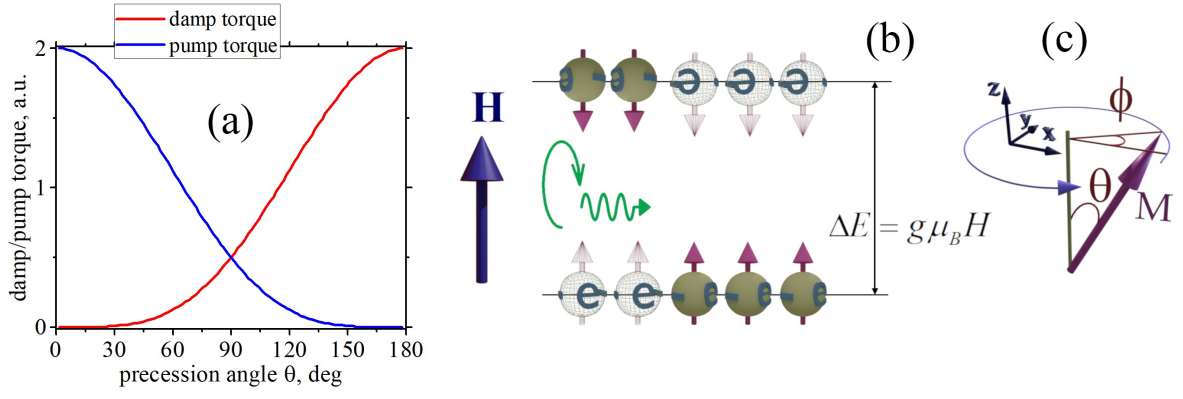 damp torque
pump torque
(a)
damp/pump torque, a.u.
2
1
0
0 30 60 90 120 150 180
precession angle θ, deg
(b)
H
e e Ɔ Ɔ Ɔ
ΔE = gμ_B H
e e e e e
(c)
z
y
x
ϕ
θ
M